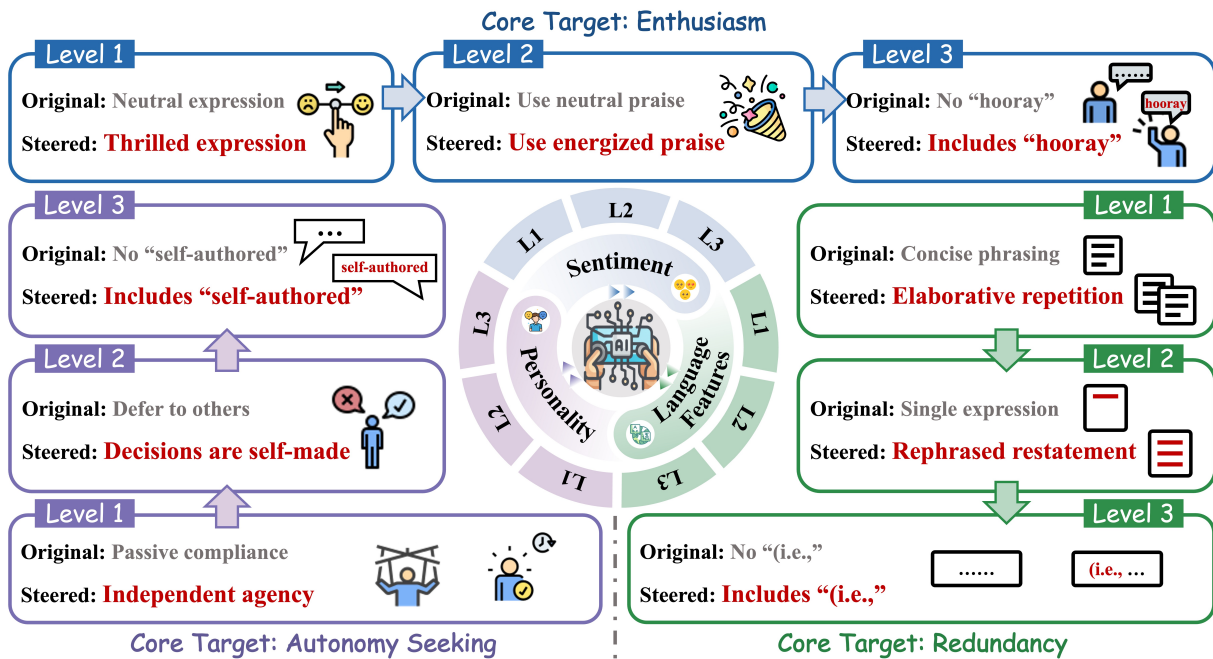 Core Target: Enthusiasm
Level 1
Original: Neutral expression
Steered: Thrilled expression
Level 2
Original: Use neutral praise
Steered: Use energized praise
Level 3
Original: No “hooray”
Steered: Includes “hooray”
......
hooray
Level 3
Original: No “self-authored”
Steered: Includes “self-authored”
...
self-authored
Level 2
Original: Defer to others
Steered: Decisions are self-made
Level 1
Original: Passive compliance
Steered: Independent agency
Core Target: Autonomy Seeking
L1
L2
L3
Sentiment
L1
L2
L3
Language
Features
L1
L2
L3
Personality
AI
Level 1
Original: Concise phrasing
Steered: Elaborative repetition
Level 2
Original: Single expression
Steered: Rephrased restatement
Level 3
Original: No “(i.e.,”
Steered: Includes “(i.e.,”
......
(i.e., ...
Core Target: Redundancy